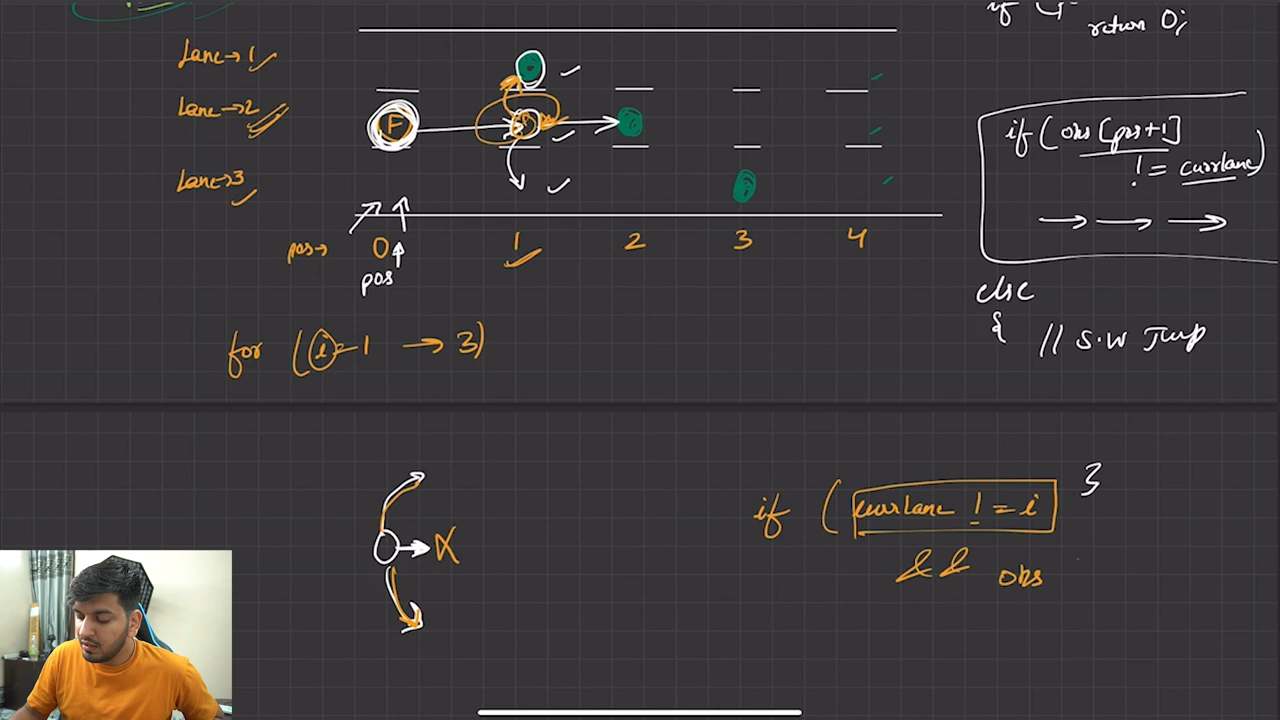 return 0;
Lane→1
Lane→2
Lane→3
F
if (obs[pos+1]
!= currlane)
pos→ 0 1 2 3 4
pos
else
{ // S.W Jump
for (i=1 → 3)
if (currlane != i
&& obs
}